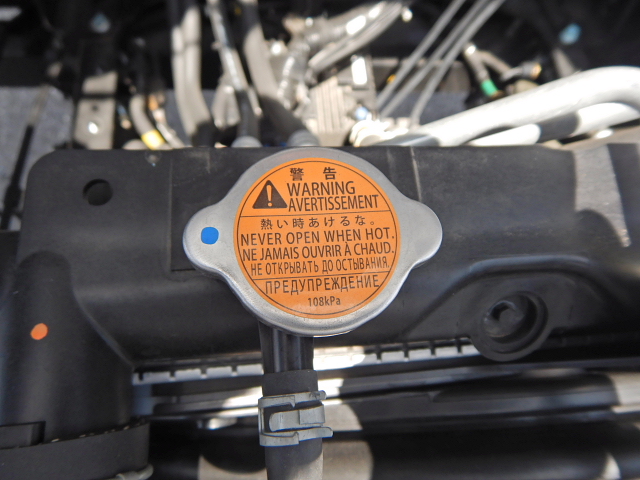 警 告
WARNING
AVERTISSEMENT
熱い時あけるな。
NEVER OPEN WHEN HOT.
NE JAMAIS OUVRIR À CHAUD.
НЕ ОТКРЫВАТЬ ДО ОСТЫВАНИЯ.
ПРЕДУПРЕЖДЕНИЕ
108kPa